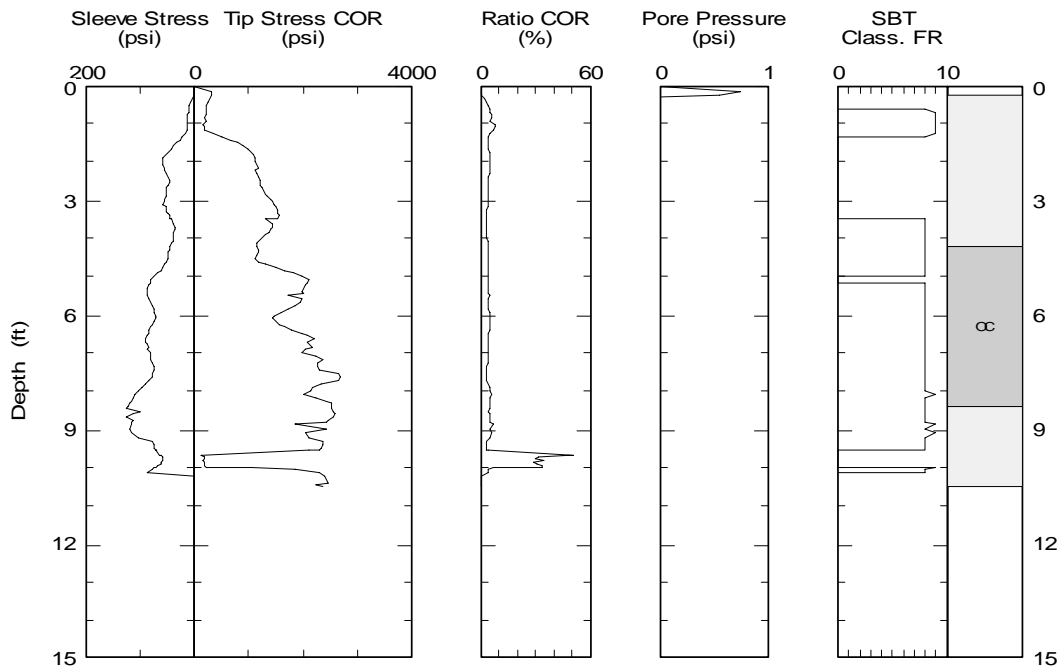 Sleeve Stress Tip Stress COR Ratio COR Pore Pressure SBT
(psi) (psi) (%) (psi) Class. FR
200 0 4000 0 60 0 1 0 10
0 0
3 3
6 6
OC
9 9
12 12
15 15
Depth (ft)